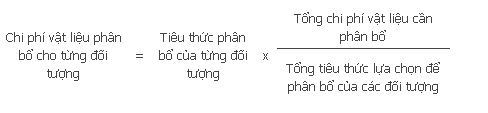 Chi phí vật liệu phân
bổ cho từng đối
tượng
=
Tiêu thức phân
bổ của từng đối
tượng
x
Tổng chi phí vật liệu cần
phân bổ
Tổng tiêu thức lựa chọn để
phân bổ của các đối tượng